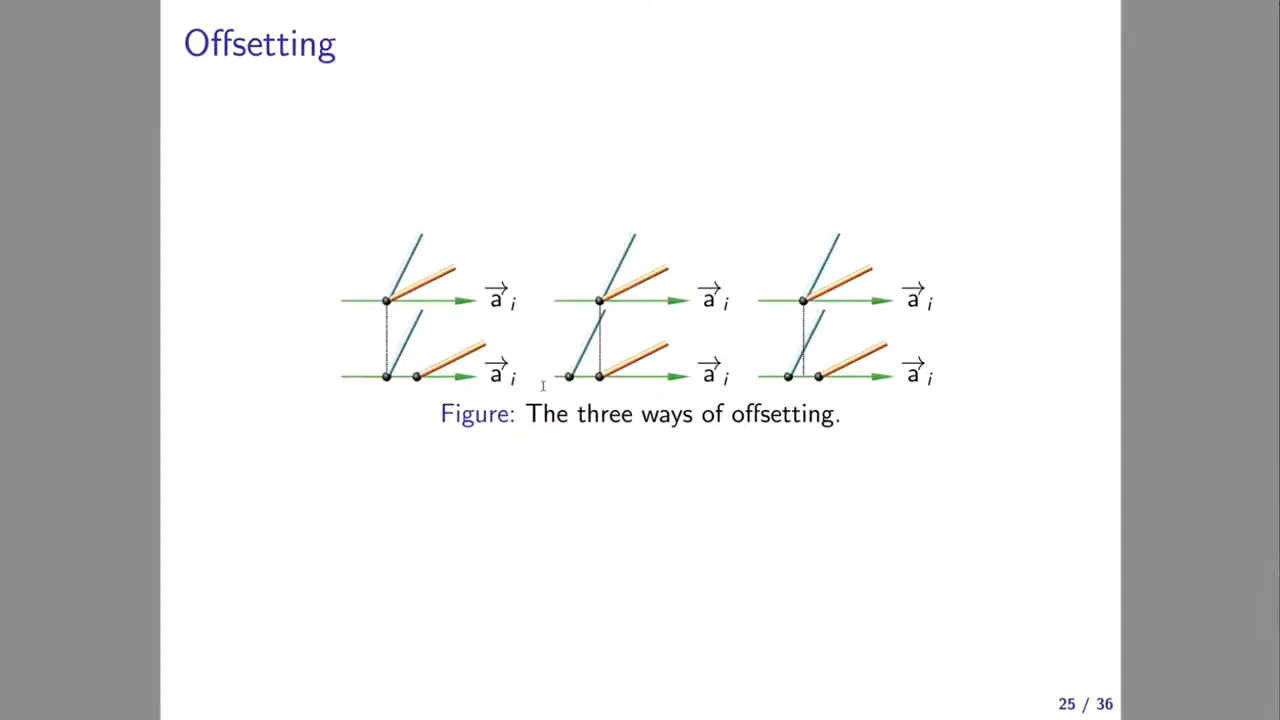 Offsetting
→a i →a i →a i
→a i →a i →a i
Figure: The three ways of offsetting.
25 / 36